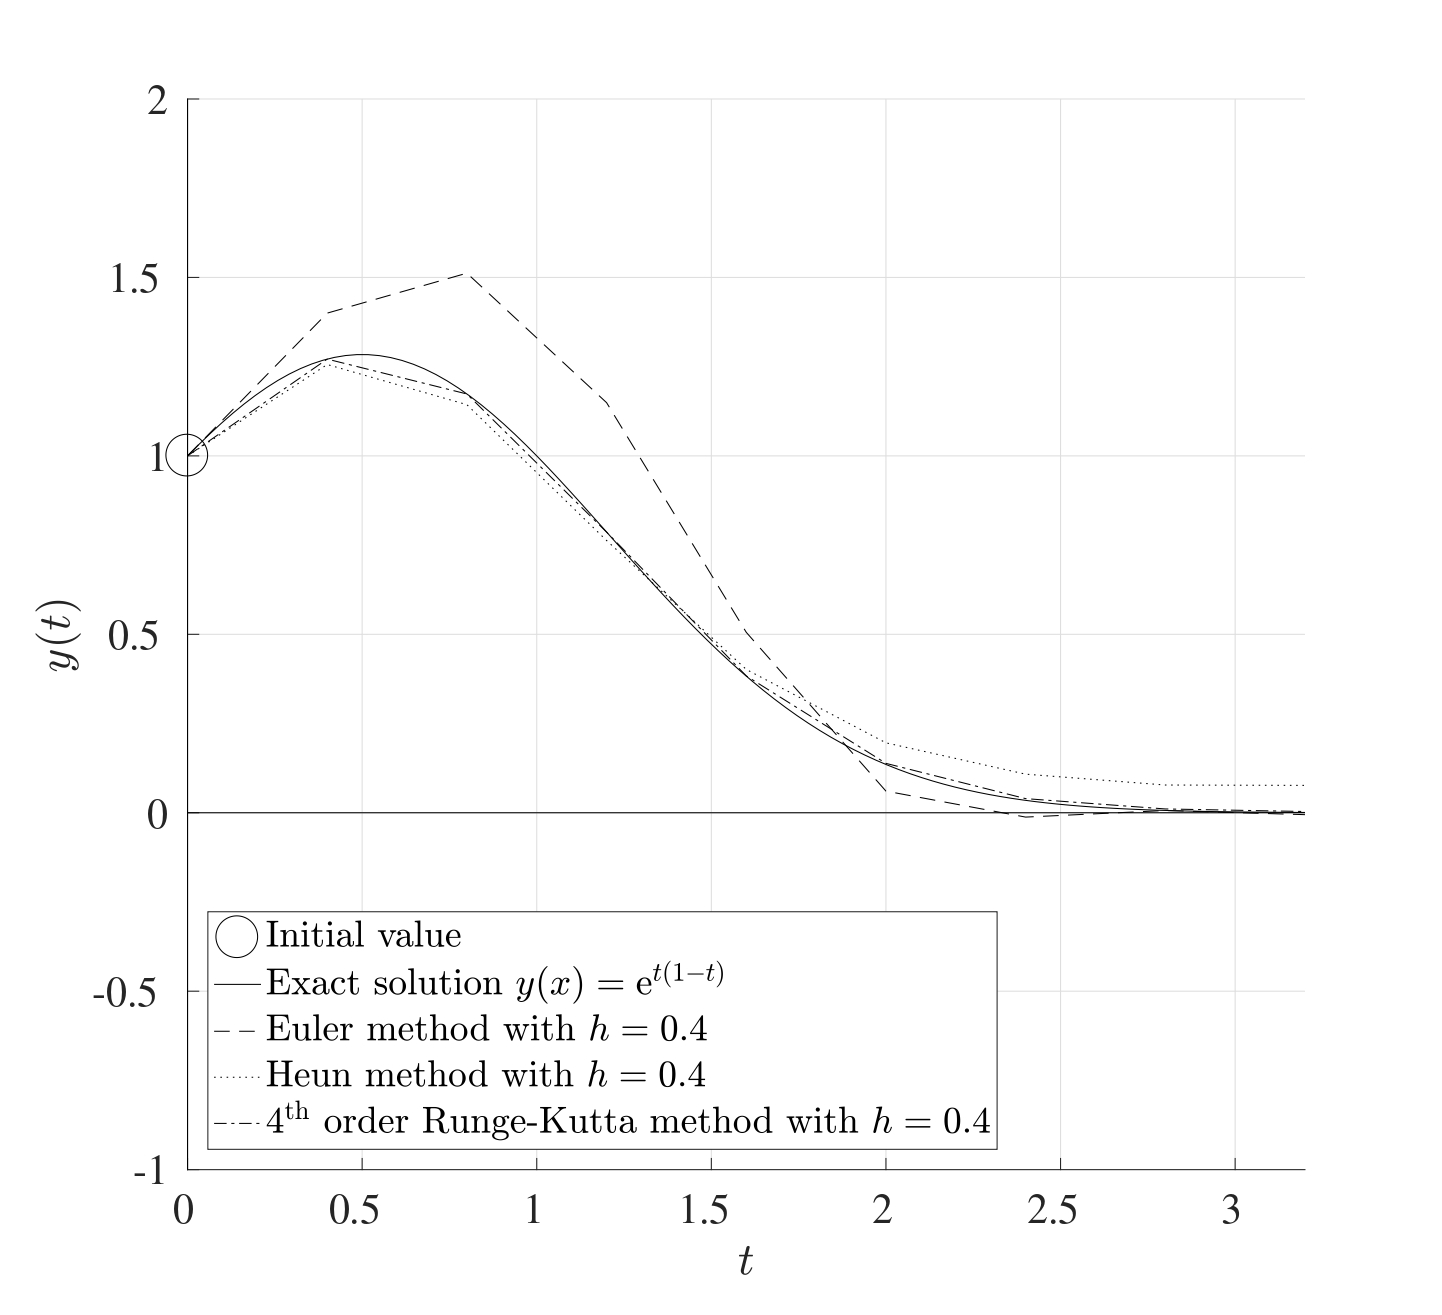 2
1.5
1
0.5
0
-0.5
-1
y(t)
Initial value
Exact solution y(x) = e^{t(1−t)}
Euler method with h = 0.4
Heun method with h = 0.4
4^{th} order Runge-Kutta method with h = 0.4
0 0.5 1 1.5 2 2.5 3
t